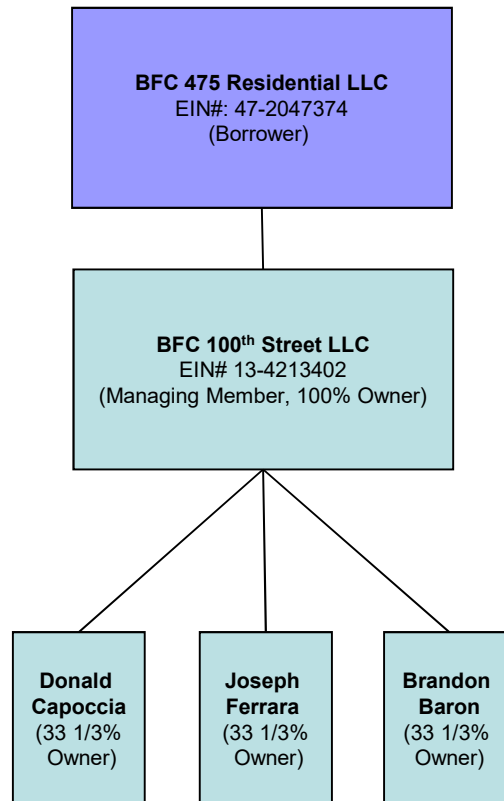 BFC 475 Residential LLC
EIN#: 47-2047374
(Borrower)
BFC 100th Street LLC
EIN# 13-4213402
(Managing Member, 100% Owner)
Donald
Capoccia
(33 1/3%
Owner)
Joseph
Ferrara
(33 1/3%
Owner)
Brandon
Baron
(33 1/3%
Owner)